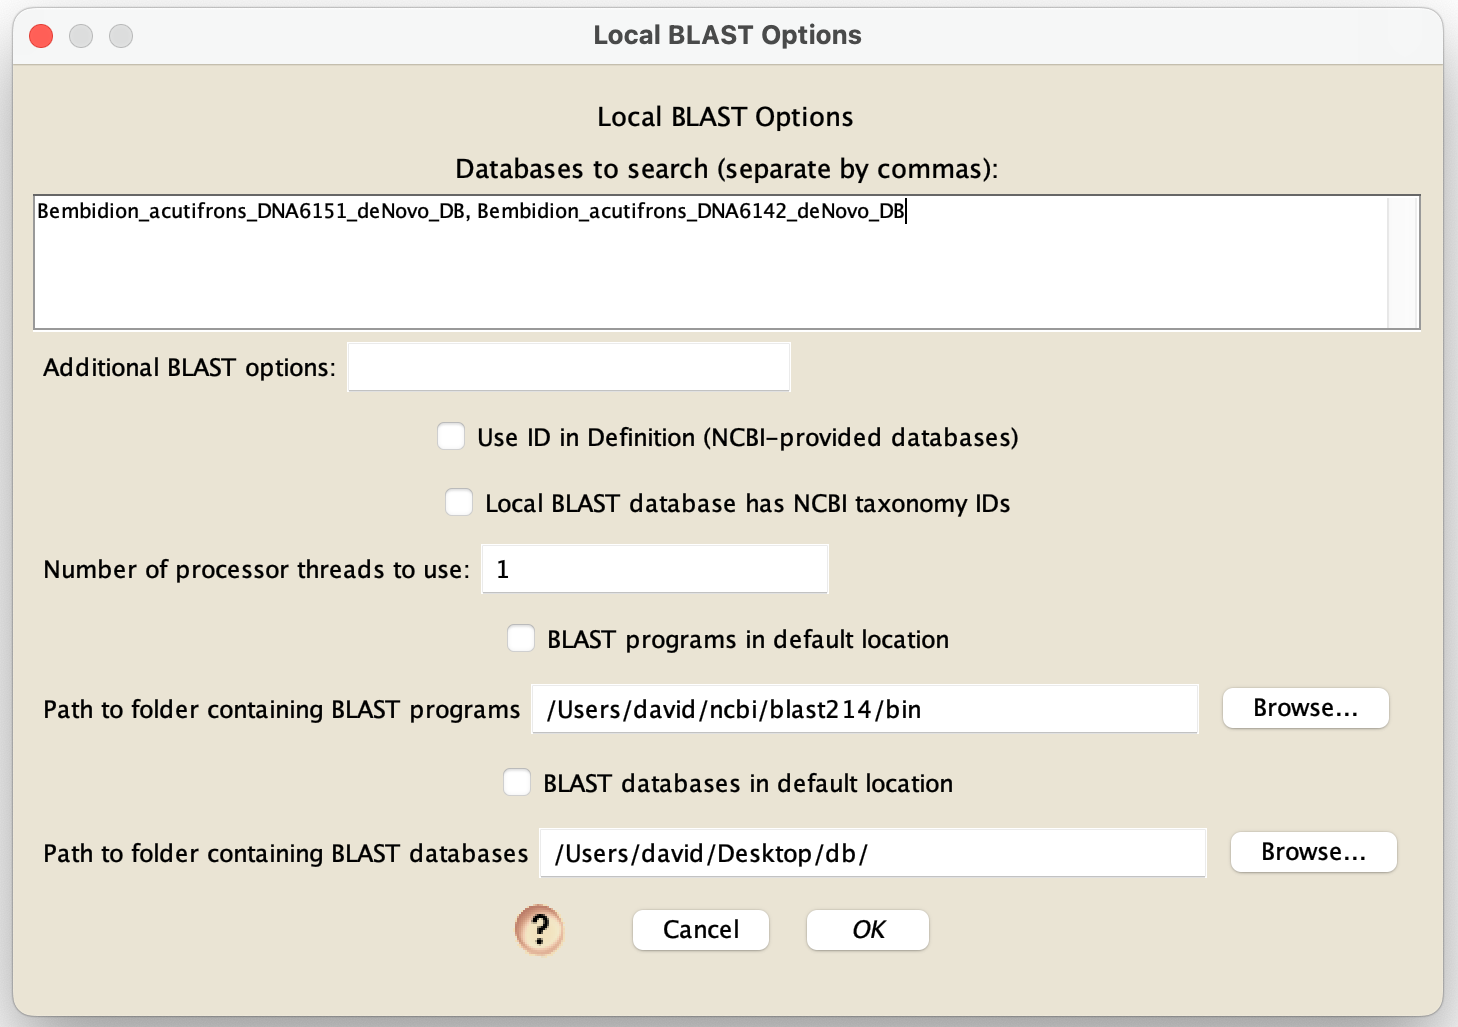 Local BLAST Options
Local BLAST Options
Databases to search (separate by commas):
Bembidion_acutifrons_DNA6151_deNovo_DB, Bembidion_acutifrons_DNA6142_deNovo_DB
Additional BLAST options:
Use ID in Definition (NCBI-provided databases)
Local BLAST database has NCBI taxonomy IDs
Number of processor threads to use: 1
BLAST programs in default location
Path to folder containing BLAST programs /Users/david/ncbi/blast214/bin Browse...
BLAST databases in default location
Path to folder containing BLAST databases /Users/david/Desktop/db/ Browse...
? Cancel OK